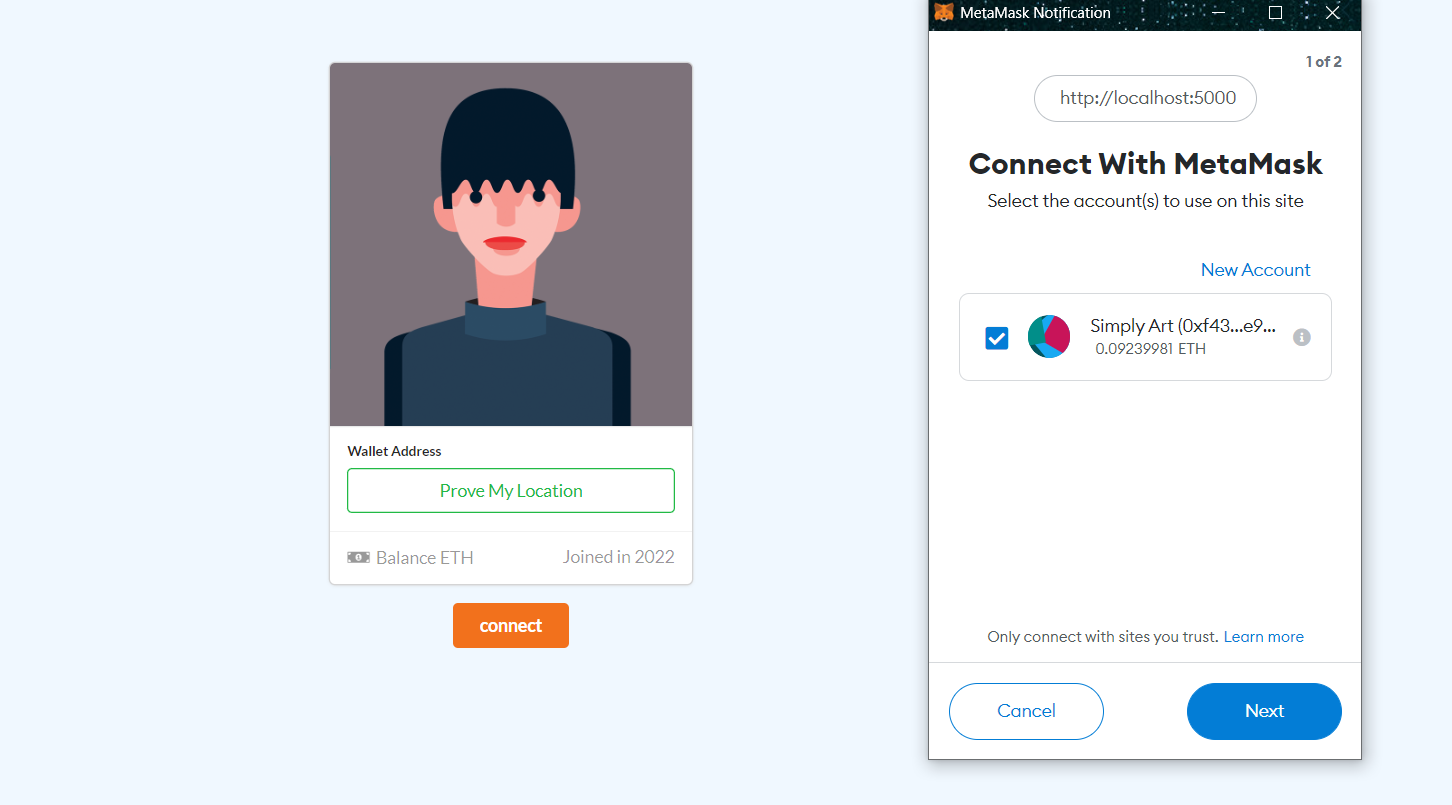 MetaMask Notification
1 of 2
http://localhost:5000
Connect With MetaMask
Select the account(s) to use on this site
New Account
Simply Art (0xf43...e9...
0.09239981 ETH
Only connect with sites you trust. Learn more
Cancel
Next
Wallet Address
Prove My Location
Balance ETH
Joined in 2022
connect